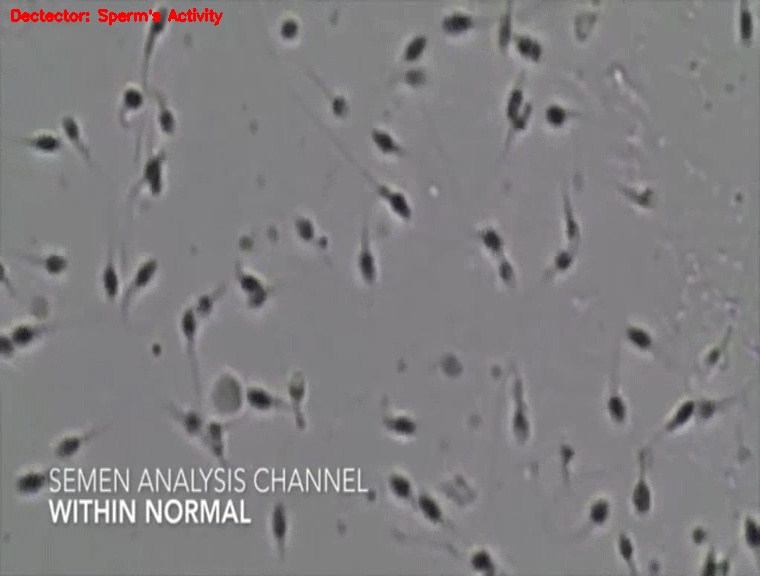 Dectector: Sperm's Activity
SEMEN ANALYSIS CHANNEL
WITHIN NORMAL